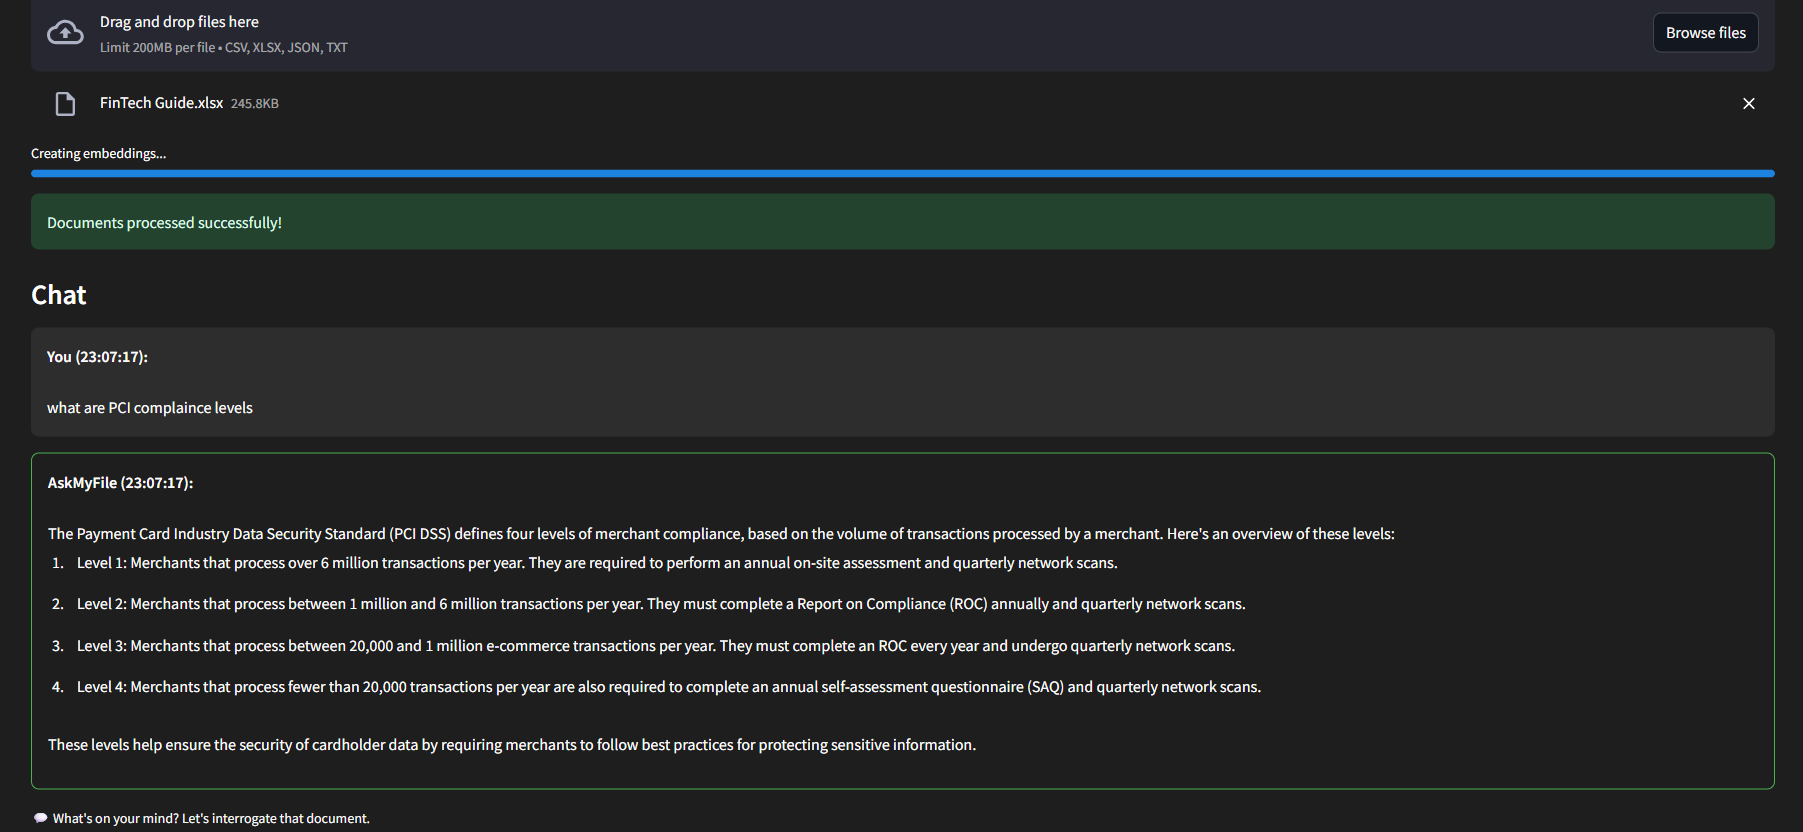 Drag and drop files here
Limit 200MB per file • CSV, XLSX, JSON, TXT
Browse files
FinTech Guide.xlsx 245.8KB
Creating embeddings...
Documents processed successfully!
Chat
You (23:07:17):
what are PCI complaince levels
AskMyFile (23:07:17):
The Payment Card Industry Data Security Standard (PCI DSS) defines four levels of merchant compliance, based on the volume of transactions processed by a merchant. Here's an overview of these levels:
1. Level 1: Merchants that process over 6 million transactions per year. They are required to perform an annual on-site assessment and quarterly network scans.
2. Level 2: Merchants that process between 1 million and 6 million transactions per year. They must complete a Report on Compliance (ROC) annually and quarterly network scans.
3. Level 3: Merchants that process between 20,000 and 1 million e-commerce transactions per year. They must complete an ROC every year and undergo quarterly network scans.
4. Level 4: Merchants that process fewer than 20,000 transactions per year are also required to complete an annual self-assessment questionnaire (SAQ) and quarterly network scans.
These levels help ensure the security of cardholder data by requiring merchants to follow best practices for protecting sensitive information.
💬 What's on your mind? Let's interrogate that document.